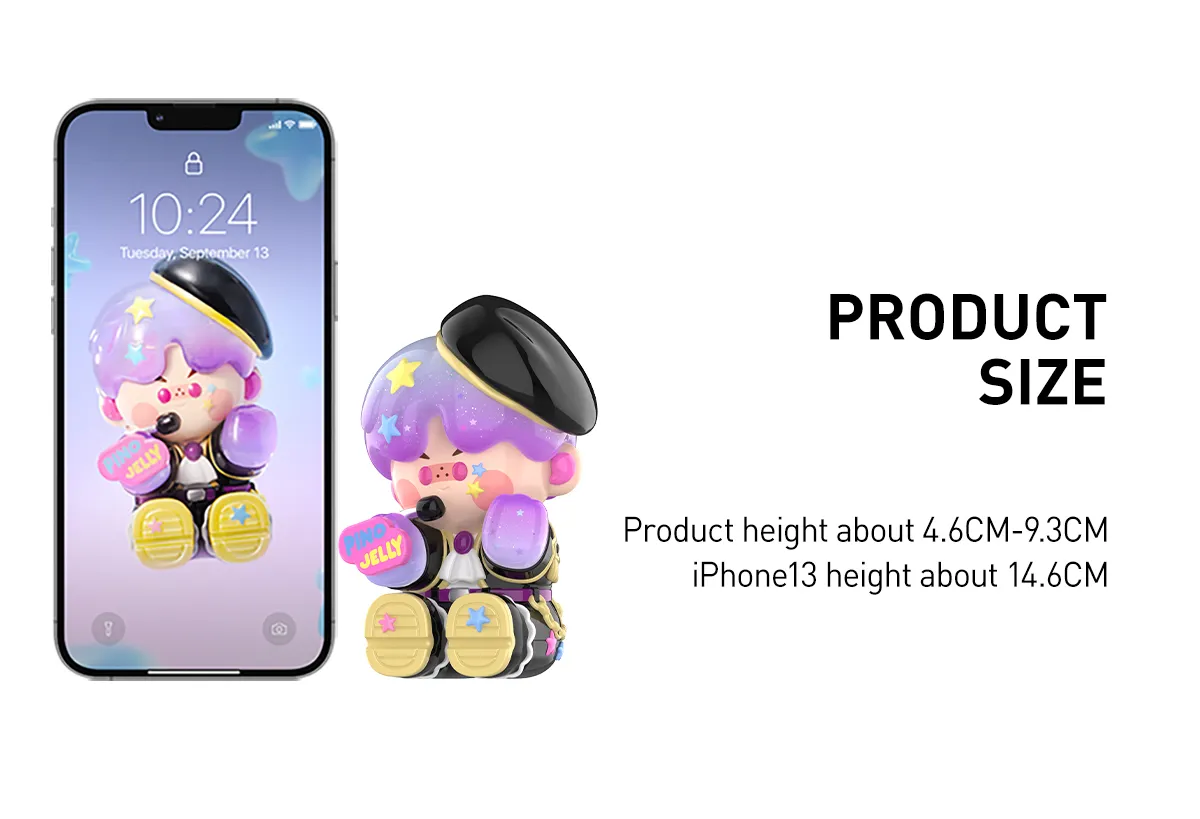 10:24
Tuesday, September 13
PINO
JELLY
PINO
JELLY
PRODUCT
SIZE
Product height about 4.6CM-9.3CM
iPhone13 height about 14.6CM